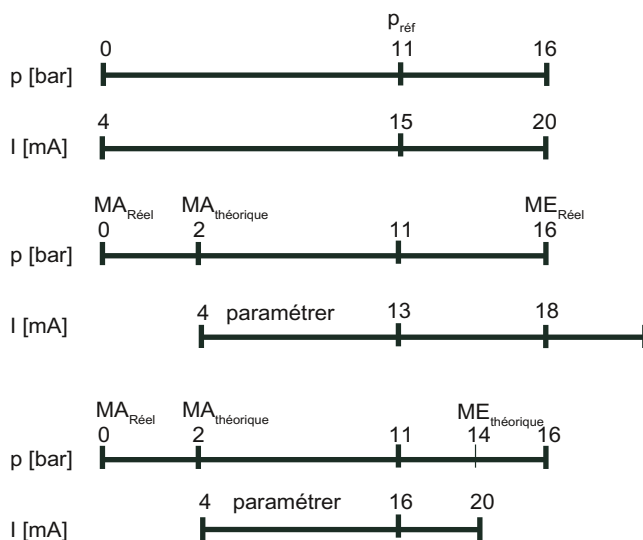 p_réf
0 11 16
p [bar]
4 15 20
I [mA]
MA_Réel MA_théorique ME_Réel
0 2 11 16
p [bar]
4 paramétrer 13 18
I [mA]
MA_Réel MA_théorique ME_théorique
0 2 11 14 16
p [bar]
4 paramétrer 16 20
I [mA]